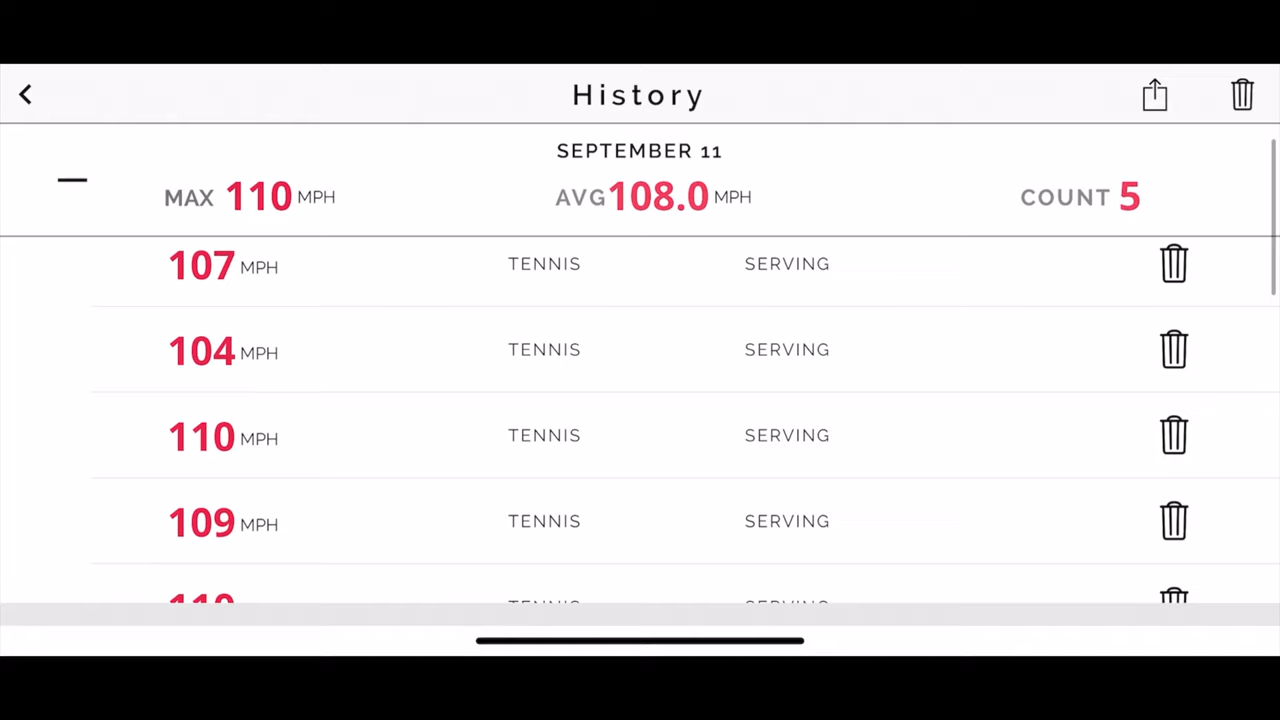 History
SEPTEMBER 11
MAX 110 MPH AVG 108.0 MPH COUNT 5
107 MPH TENNIS SERVING
104 MPH TENNIS SERVING
110 MPH TENNIS SERVING
109 MPH TENNIS SERVING